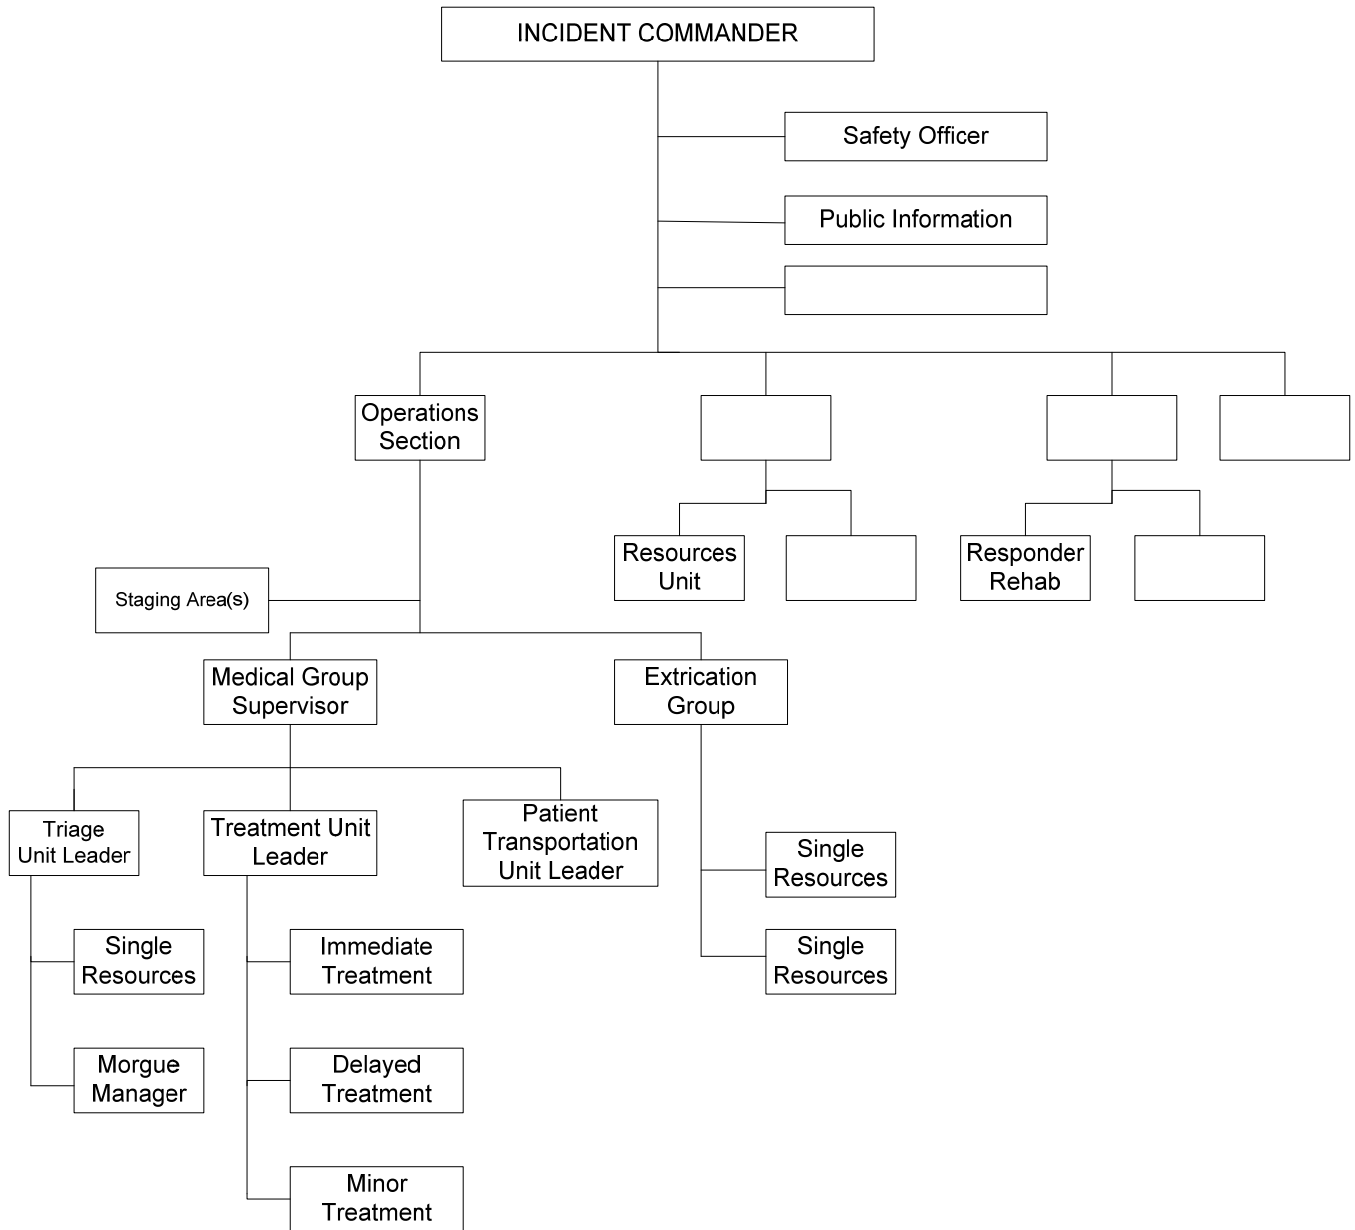 INCIDENT COMMANDER
Safety Officer
Public Information
Operations
Section
Resources
Unit
Responder
Rehab
Staging Area(s)
Medical Group
Supervisor
Extrication
Group
Triage
Unit Leader
Treatment Unit
Leader
Patient
Transportation
Unit Leader
Single
Resources
Single
Resources
Immediate
Treatment
Single
Resources
Morgue
Manager
Delayed
Treatment
Minor
Treatment